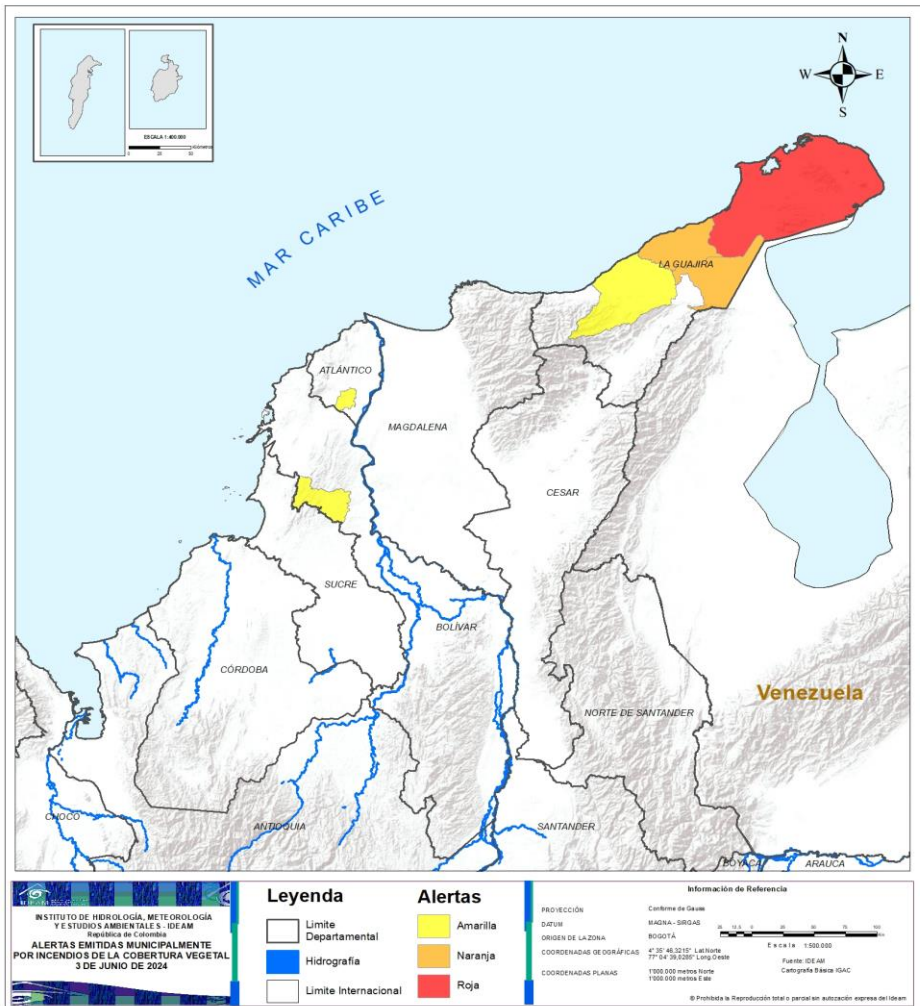 N
W
E
S
ESCALA 1:400.000
MAR CARIBE
LA GUAJIRA
ATLÁNTICO
MAGDALENA
CESAR
SUCRE
BOLÍVAR
CÓRDOBA
NORTE DE SANTANDER
Venezuela
CHOCO
ANTIOQUIA
SANTANDER
BOYACÁ
ARAUCA
INSTITUTO DE HIDROLOGÍA, METEOROLOGÍA
Y ESTUDIOS AMBIENTALES - IDEAM
República de Colombia
ALERTAS EMITIDAS MUNICIPALMENTE
POR INCENDIOS DE LA COBERTURA VEGETAL
3 DE JUNIO DE 2024
Leyenda
Limite
Departamental
Hidrografía
Limite Internacional
Alertas
Amarilla
Naranja
Roja
Información de Referencia
PROYECCIÓN
Conforme de Gauss
DATUM
MAGNA - SIRGAS
ORIGEN DE LA ZONA
BOGOTÁ
COORDENADAS GEOGRÁFICAS
4° 35' 46,3215" Lat.Norte
77° 04' 39,0285" Long.Oeste
COORDENADAS PLANAS
1'000.000 metros Norte
1'000.000 metros Este
Escala 1:500.000
Fuente: IDEAM
Cartografía Básica IGAC
© Prohibida la Reproducción total o parcial sin autorización expresa del Ideam